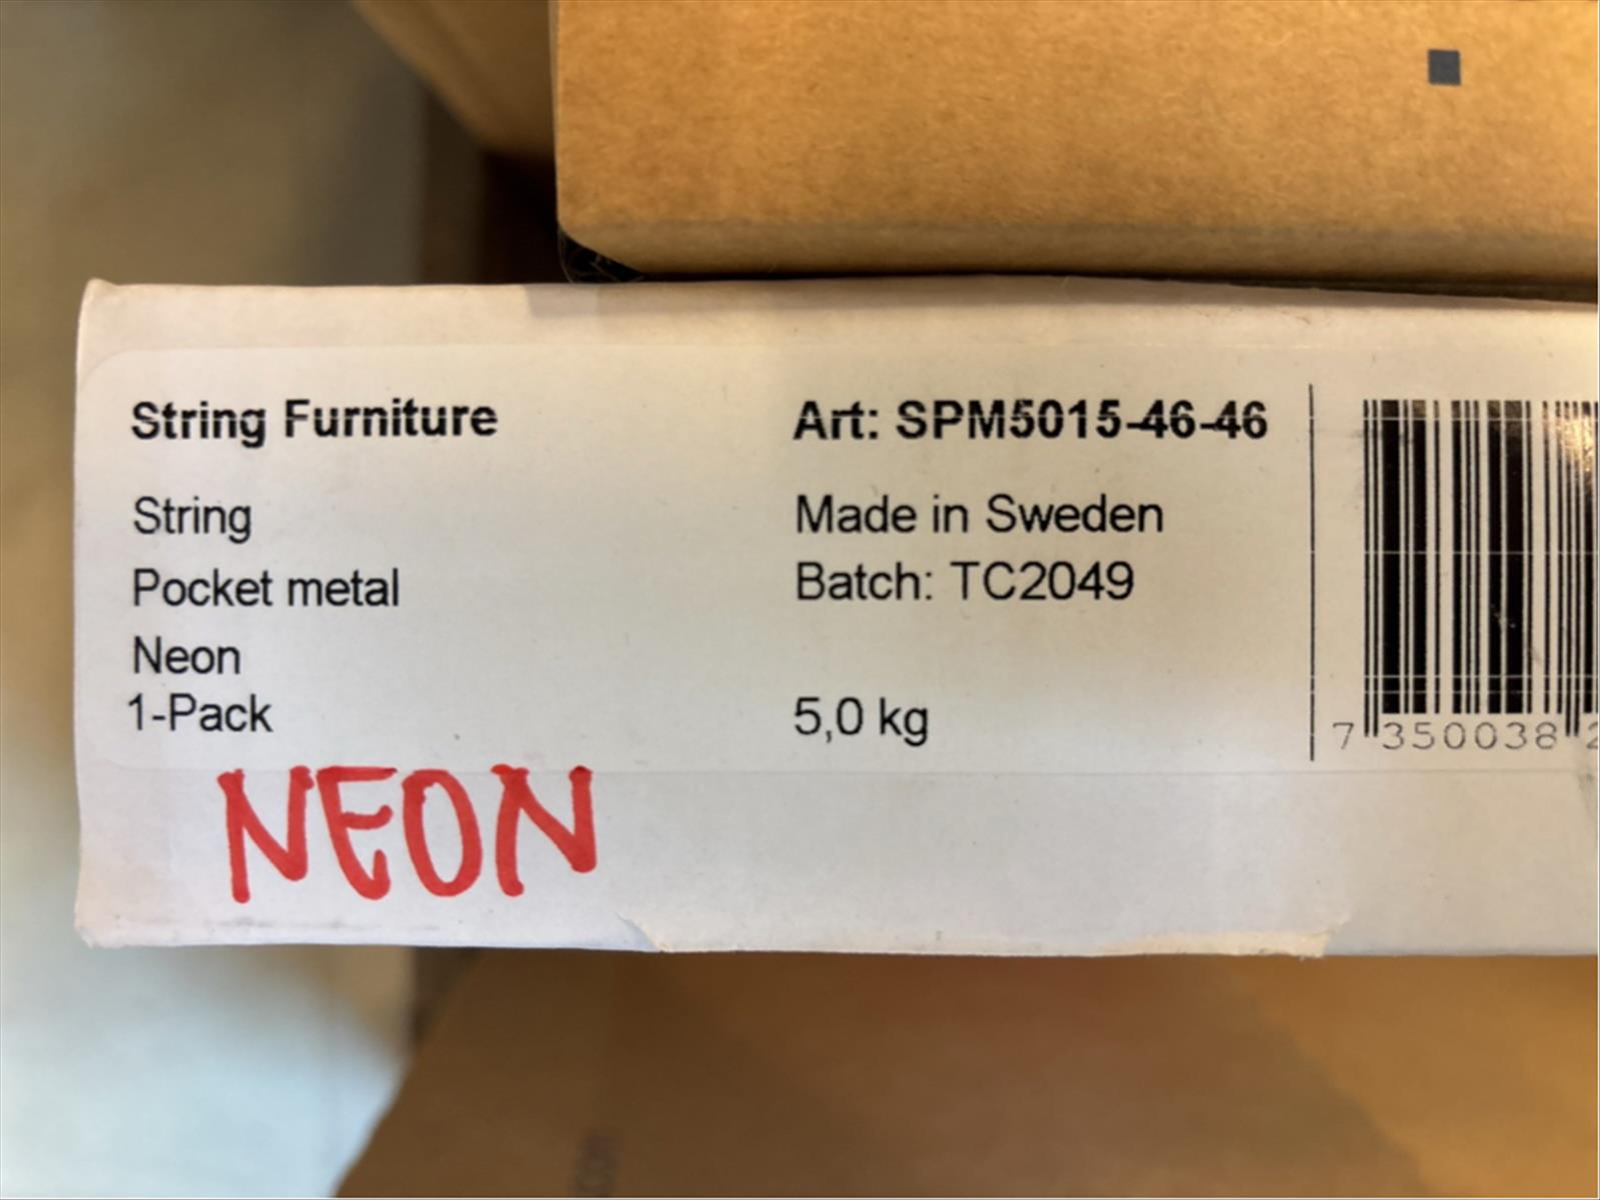 String Furniture
String
Pocket metal
Neon
1-Pack
Art: SPM5015-46-46
Made in Sweden
Batch: TC2049
5,0 kg
7 350038 2
NEON